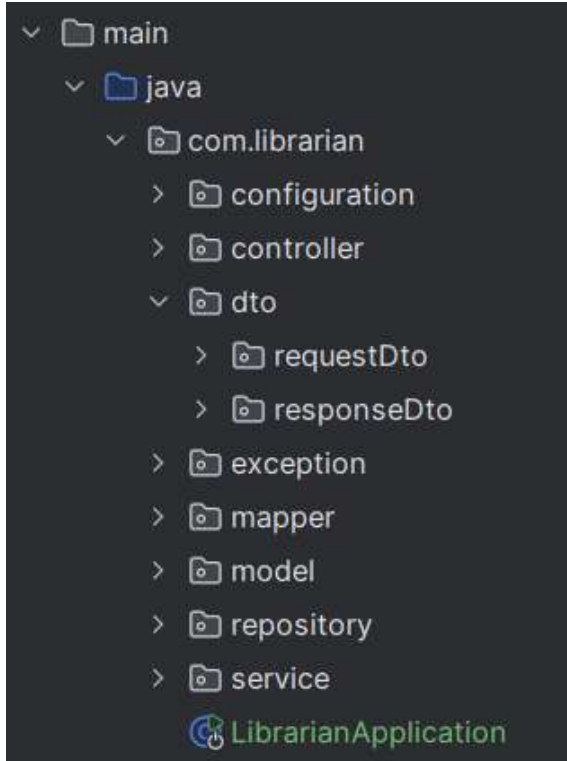 main
java
com.librarian
configuration
controller
dto
requestDto
responseDto
exception
mapper
model
repository
service
LibrarianApplication